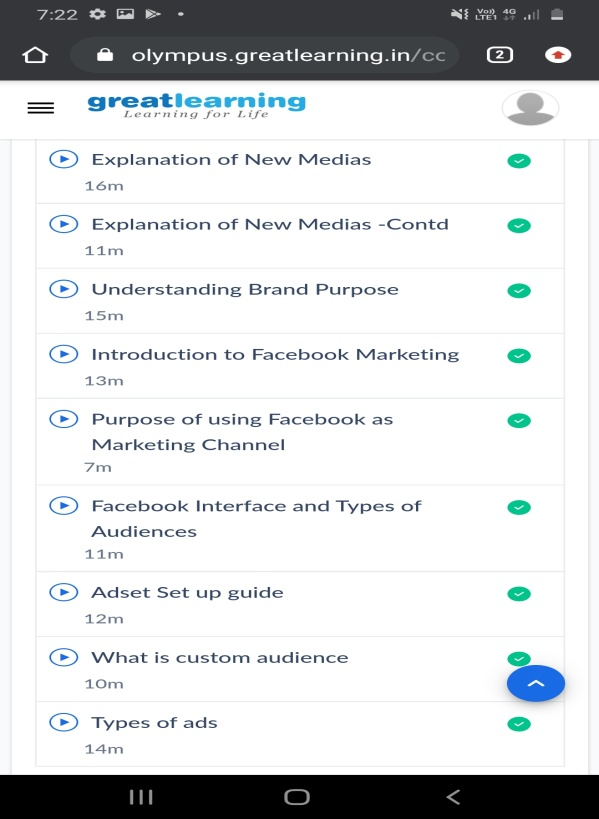 7:22
Vo)) 4G
LTE1
olympus.greatlearning.in/cc
2
greatlearning
Learning for Life
Explanation of New Medias
16m
Explanation of New Medias -Contd
11m
Understanding Brand Purpose
15m
Introduction to Facebook Marketing
13m
Purpose of using Facebook as
Marketing Channel
7m
Facebook Interface and Types of
Audiences
11m
Adset Set up guide
12m
What is custom audience
10m
Types of ads
14m